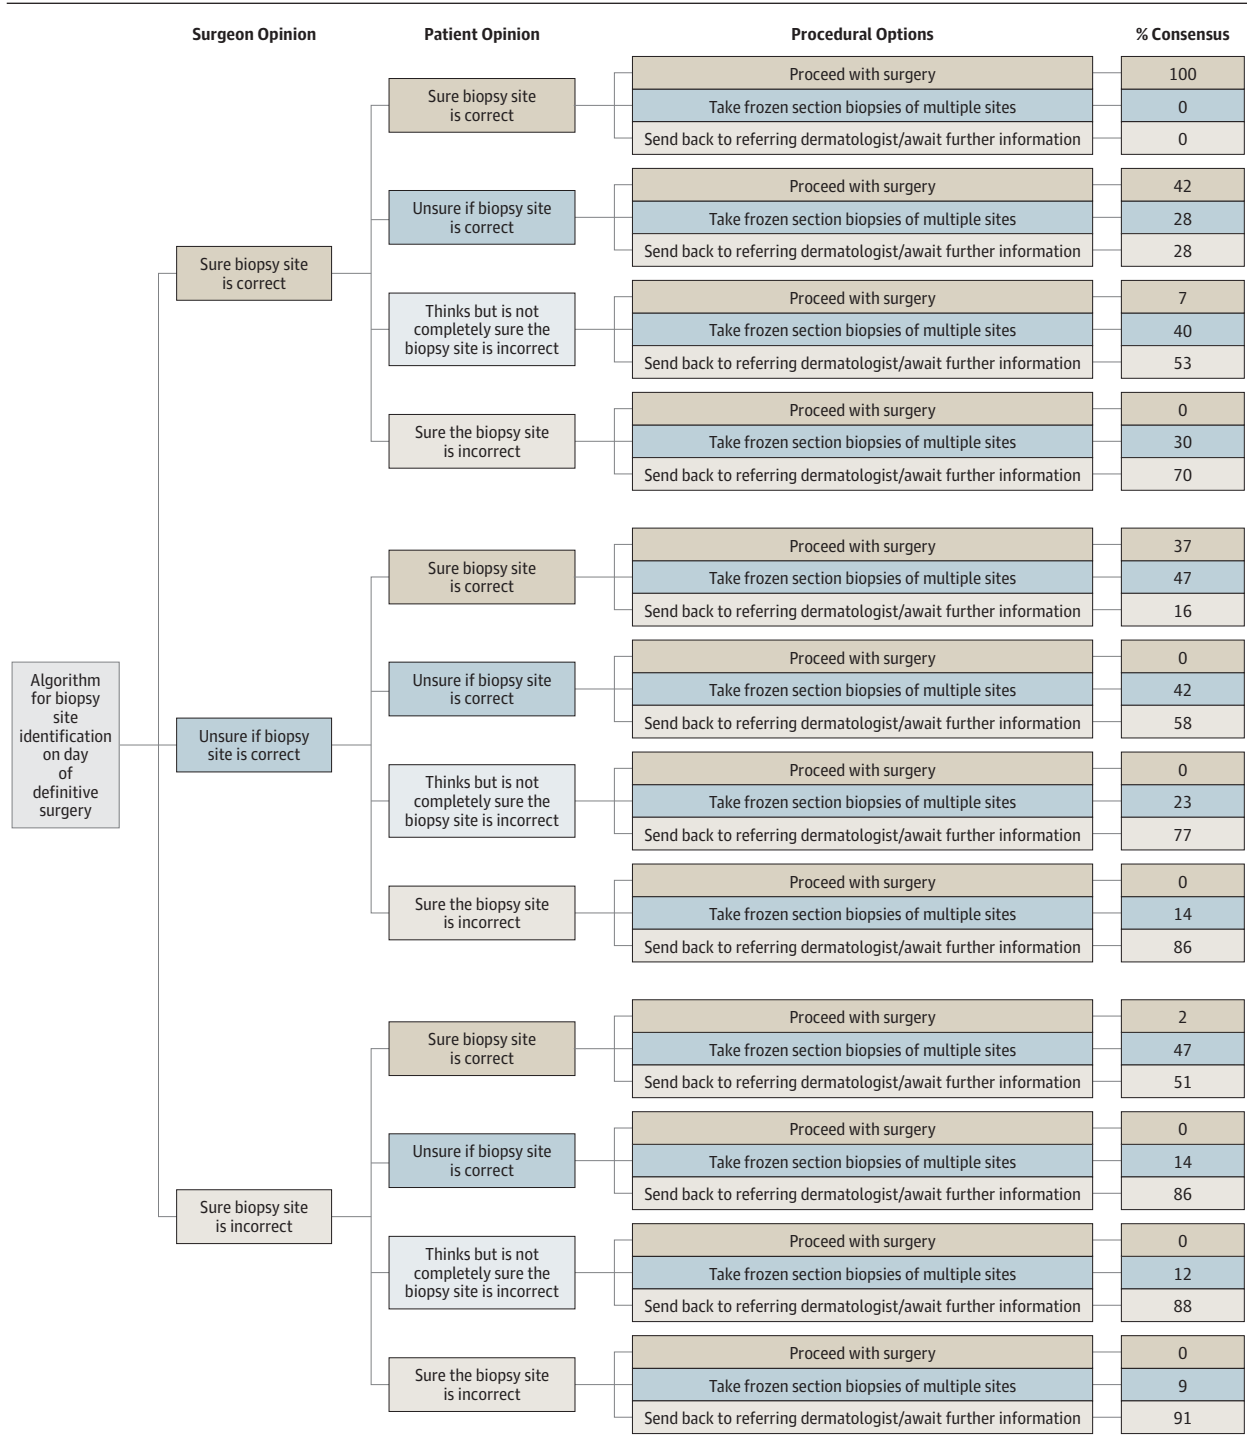 Surgeon Opinion
Patient Opinion
Procedural Options
% Consensus
Algorithm
for biopsy
site
identification
on day
of
definitive
surgery
Sure biopsy site
is correct
Sure biopsy site
is correct
Proceed with surgery
100
Take frozen section biopsies of multiple sites
0
Send back to referring dermatologist/await further information
0
Unsure if biopsy site
is correct
Proceed with surgery
42
Take frozen section biopsies of multiple sites
28
Send back to referring dermatologist/await further information
28
Thinks but is not
completely sure the
biopsy site is incorrect
Proceed with surgery
7
Take frozen section biopsies of multiple sites
40
Send back to referring dermatologist/await further information
53
Sure the biopsy site
is incorrect
Proceed with surgery
0
Take frozen section biopsies of multiple sites
30
Send back to referring dermatologist/await further information
70
Unsure if biopsy
site is correct
Sure biopsy site
is correct
Proceed with surgery
37
Take frozen section biopsies of multiple sites
47
Send back to referring dermatologist/await further information
16
Unsure if biopsy site
is correct
Proceed with surgery
0
Take frozen section biopsies of multiple sites
42
Send back to referring dermatologist/await further information
58
Thinks but is not
completely sure the
biopsy site is incorrect
Proceed with surgery
0
Take frozen section biopsies of multiple sites
23
Send back to referring dermatologist/await further information
77
Sure the biopsy site
is incorrect
Proceed with surgery
0
Take frozen section biopsies of multiple sites
14
Send back to referring dermatologist/await further information
86
Sure biopsy site
is incorrect
Sure biopsy site
is correct
Proceed with surgery
2
Take frozen section biopsies of multiple sites
47
Send back to referring dermatologist/await further information
51
Unsure if biopsy site
is correct
Proceed with surgery
0
Take frozen section biopsies of multiple sites
14
Send back to referring dermatologist/await further information
86
Thinks but is not
completely sure the
biopsy site is incorrect
Proceed with surgery
0
Take frozen section biopsies of multiple sites
12
Send back to referring dermatologist/await further information
88
Sure the biopsy site
is incorrect
Proceed with surgery
0
Take frozen section biopsies of multiple sites
9
Send back to referring dermatologist/await further information
91